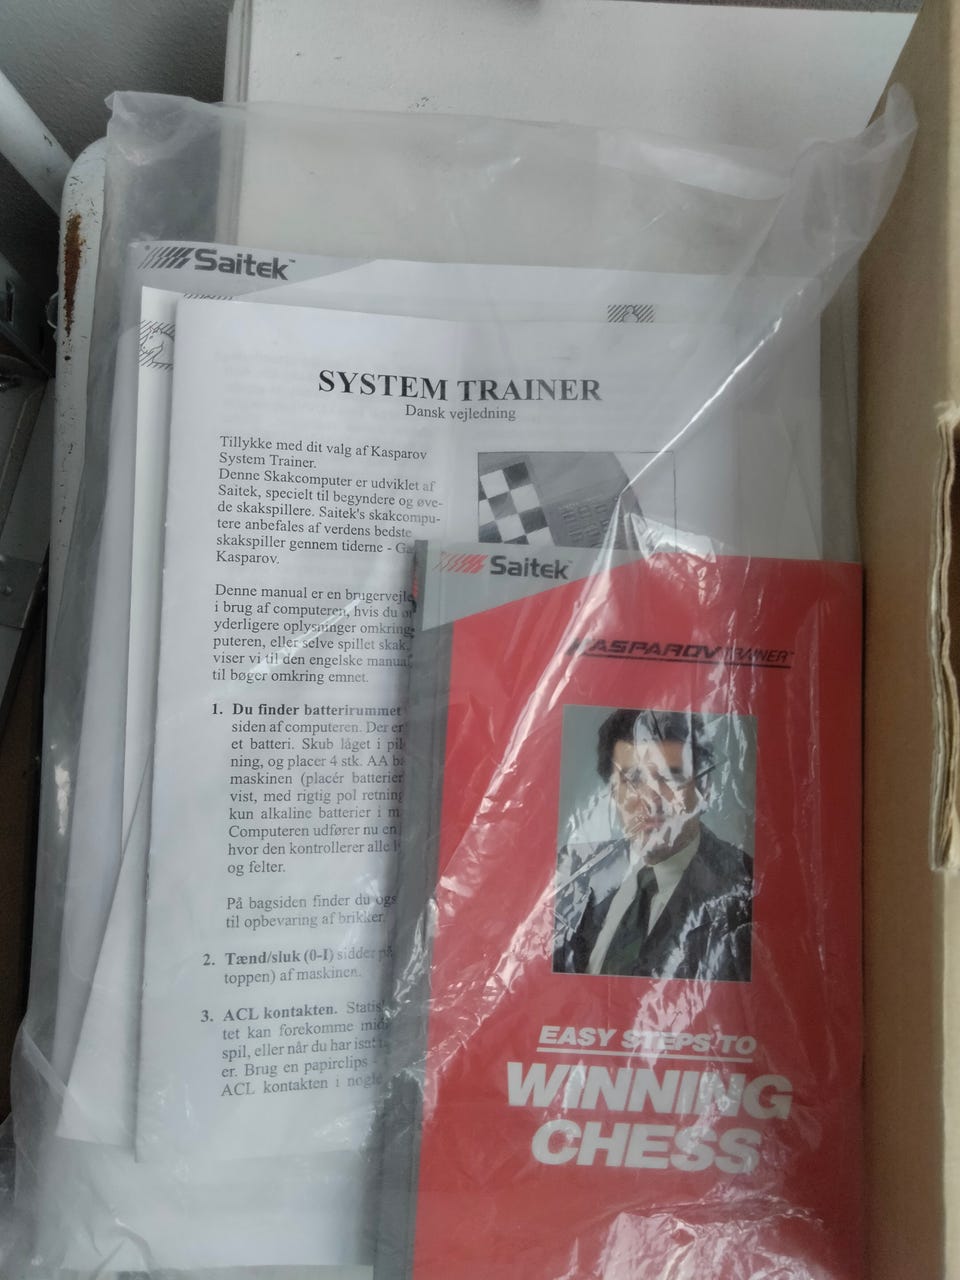 Saitek™
SYSTEM TRAINER
Dansk vejledning
Tillykke med dit valg af Kasparov
System Trainer.
Denne Skakcomputer er udviklet af
Saitek, specielt til begyndere og øve-
de skakspillere. Saitek's skakcompu-
tere anbefales af verdens bedste
skakspiller gennem tiderne - Ga
Kasparov.
Denne manual er en brugervejle
i brug af computeren, hvis du
yderligere oplysninger omkring
puteren, eller selve spillet skak,
viser vi til den engelske manual,
til bøger omkring emnet.
1. Du finder batterirummet
siden af computeren. Der er
et batteri. Skub låget i pil
ning, og placer 4 stk. AA ba
maskinen (placér batterier
vist, med rigtig pol retning
kun alkaline batterier i m
Computeren udfører nu en
hvor den kontrollerer alle
og felter.
På bagsiden finder du ogs
til opbevaring af brikker.
2. Tænd/sluk (0-I) sidder på
toppen) af maskinen.
3. ACL kontakten. Statis
tet kan forekomme mid
spil, eller når du har isat
er. Brug en papirclips -
ACL kontakten i nogle
Saitek™
KASPAROV TRAINER™
EASY STEPS TO
WINNING
CHESS